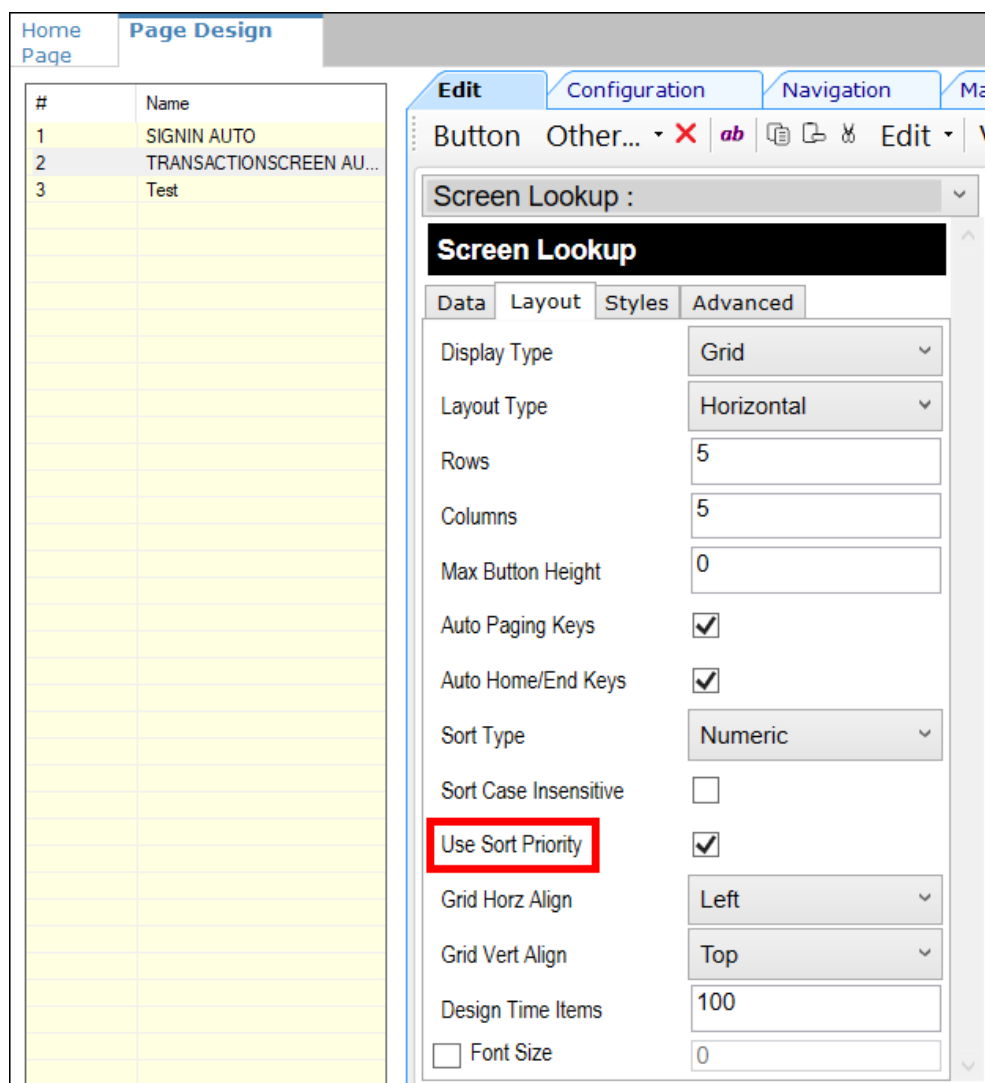 Home Page
Page Design
# Name
1 SIGNIN AUTO
2 TRANSACTIONSCREEN AU...
3 Test
Edit Configuration Navigation Ma
Button Other... ab Edit
Screen Lookup :
Screen Lookup
Data Layout Styles Advanced
Display Type Grid
Layout Type Horizontal
Rows 5
Columns 5
Max Button Height 0
Auto Paging Keys
Auto Home/End Keys
Sort Type Numeric
Sort Case Insensitive
Use Sort Priority
Grid Horz Align Left
Grid Vert Align Top
Design Time Items 100
Font Size 0